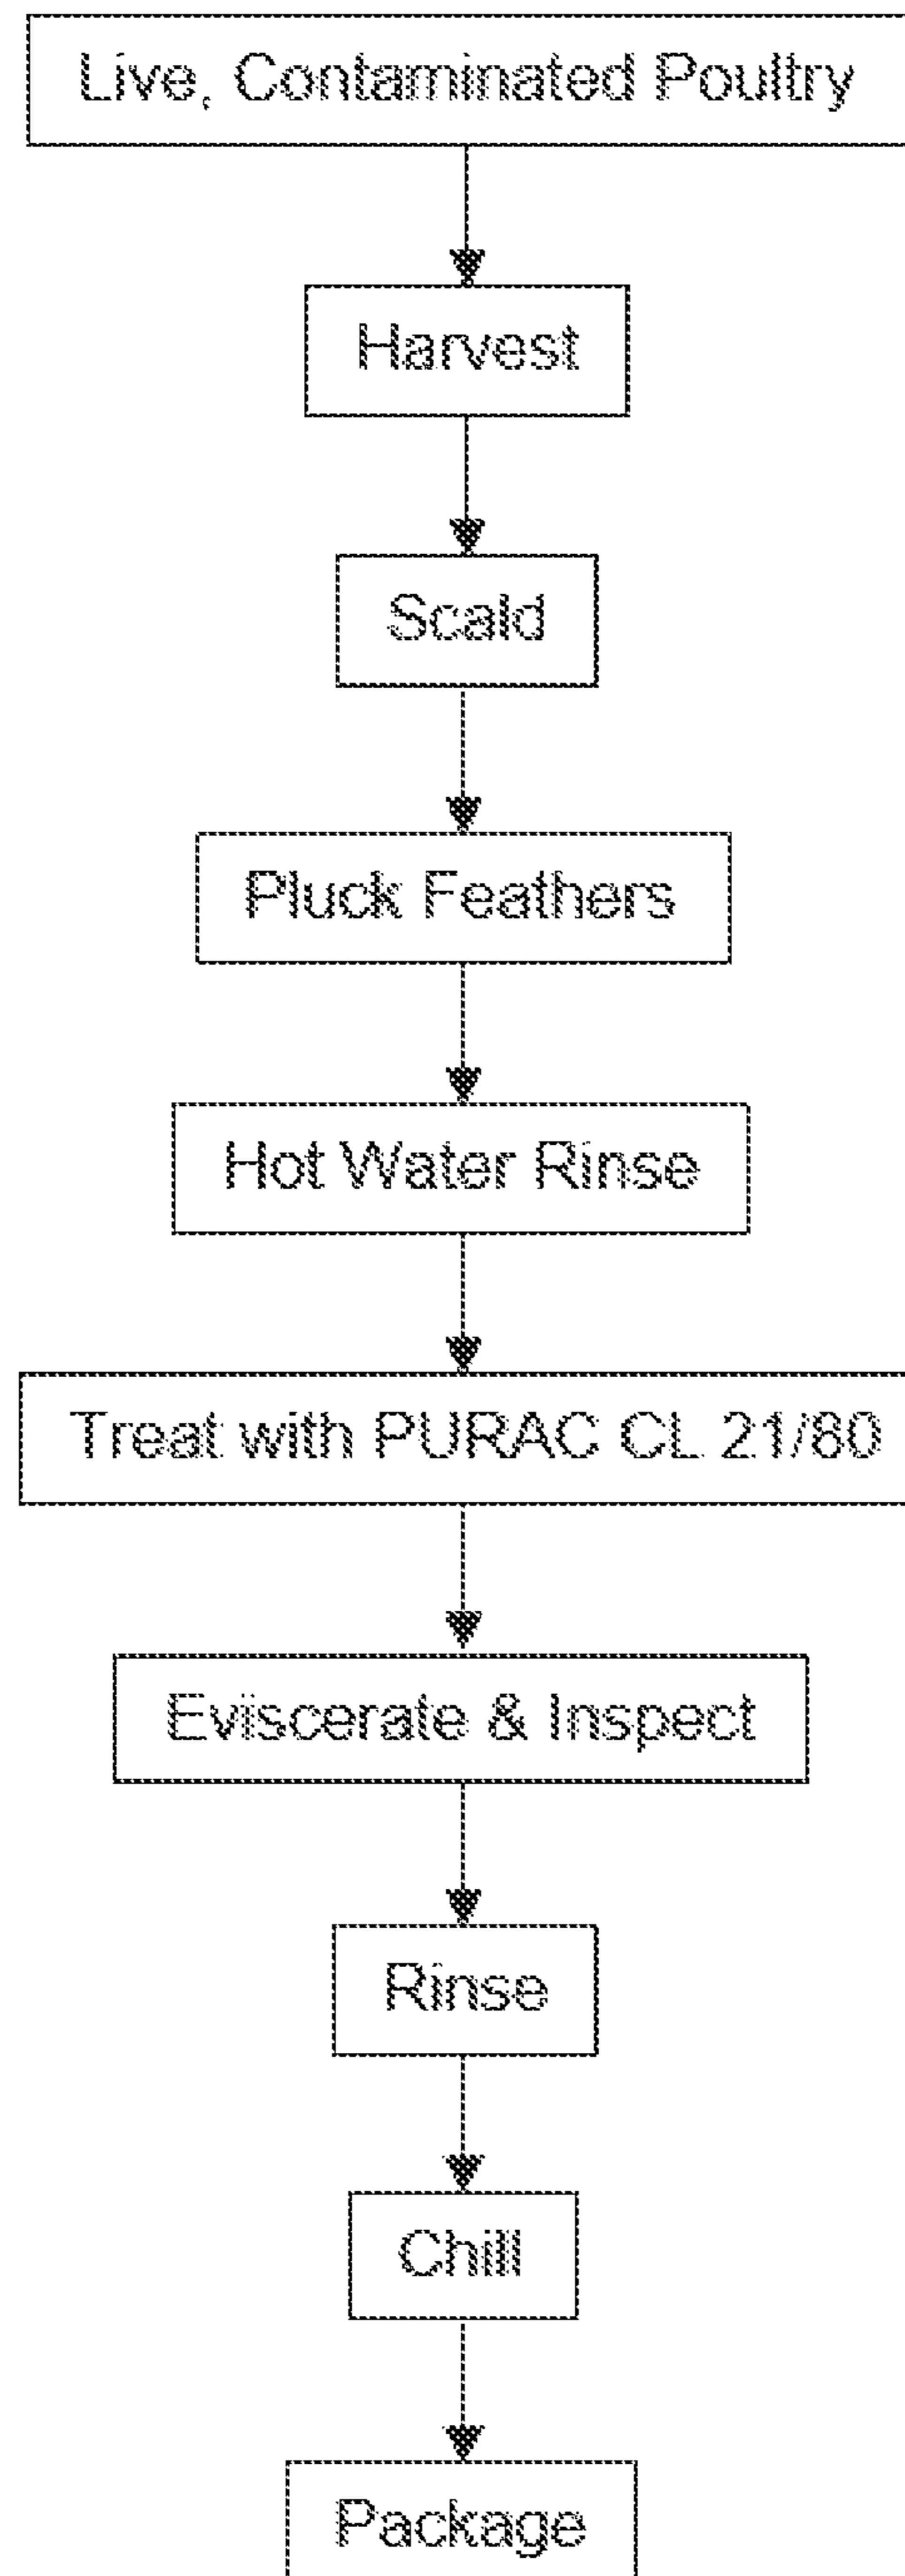 Live, Contaminated Poultry
Harvest
Scald
Pluck Feathers
Hot Water Rinse
Treat with PURAC CL 21/80
Eviscerate & Inspect
Rinse
Chill
Package